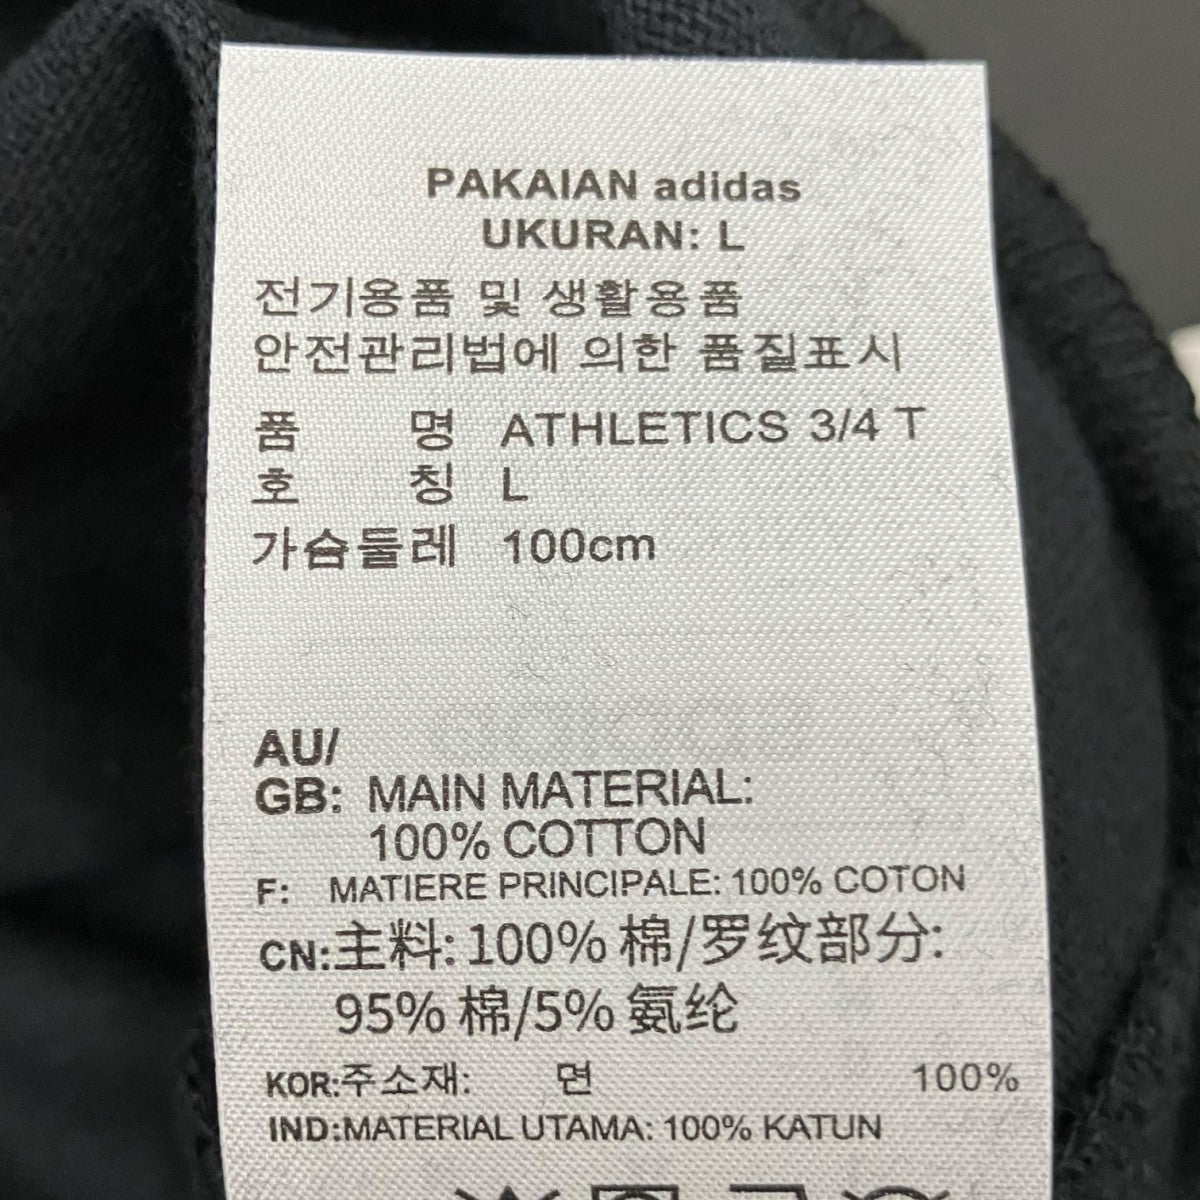 PAKAIAN adidas
UKURAN: L
전기용품 및 생활용품
안전관리법에 의한 품질표시
품 명 ATHLETICS 3/4 T
호 칭 L
가슴둘레 100cm
AU/
GB: MAIN MATERIAL:
100% COTTON
F: MATIERE PRINCIPALE: 100% COTON
CN:主料: 100% 棉/罗纹部分:
95% 棉/5% 氨纶
KOR:주소재: 면 100%
IND:MATERIAL UTAMA: 100% KATUN